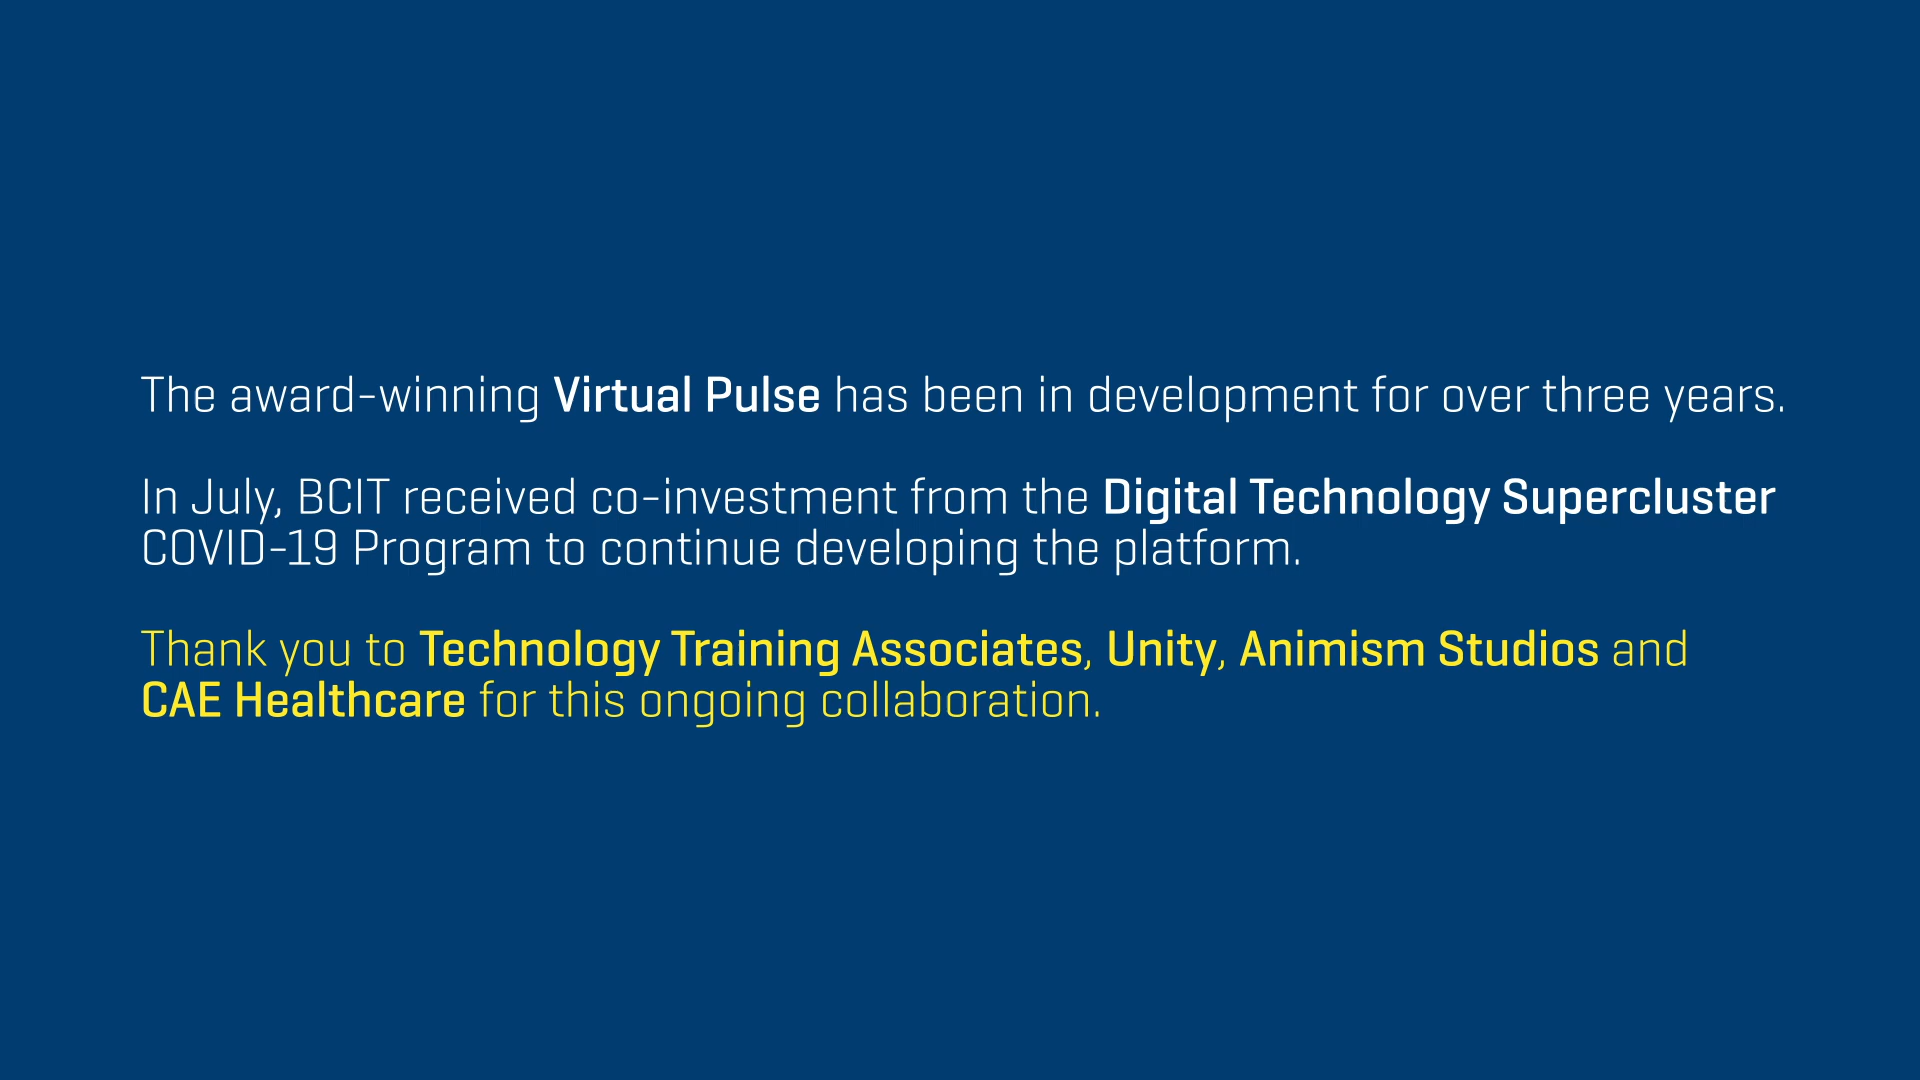 The award-winning Virtual Pulse has been in development for over three years.
In July, BCIT received co-investment from the Digital Technology Supercluster
COVID-19 Program to continue developing the platform.
Thank you to Technology Training Associates, Unity, Animism Studios and
CAE Healthcare for this ongoing collaboration.